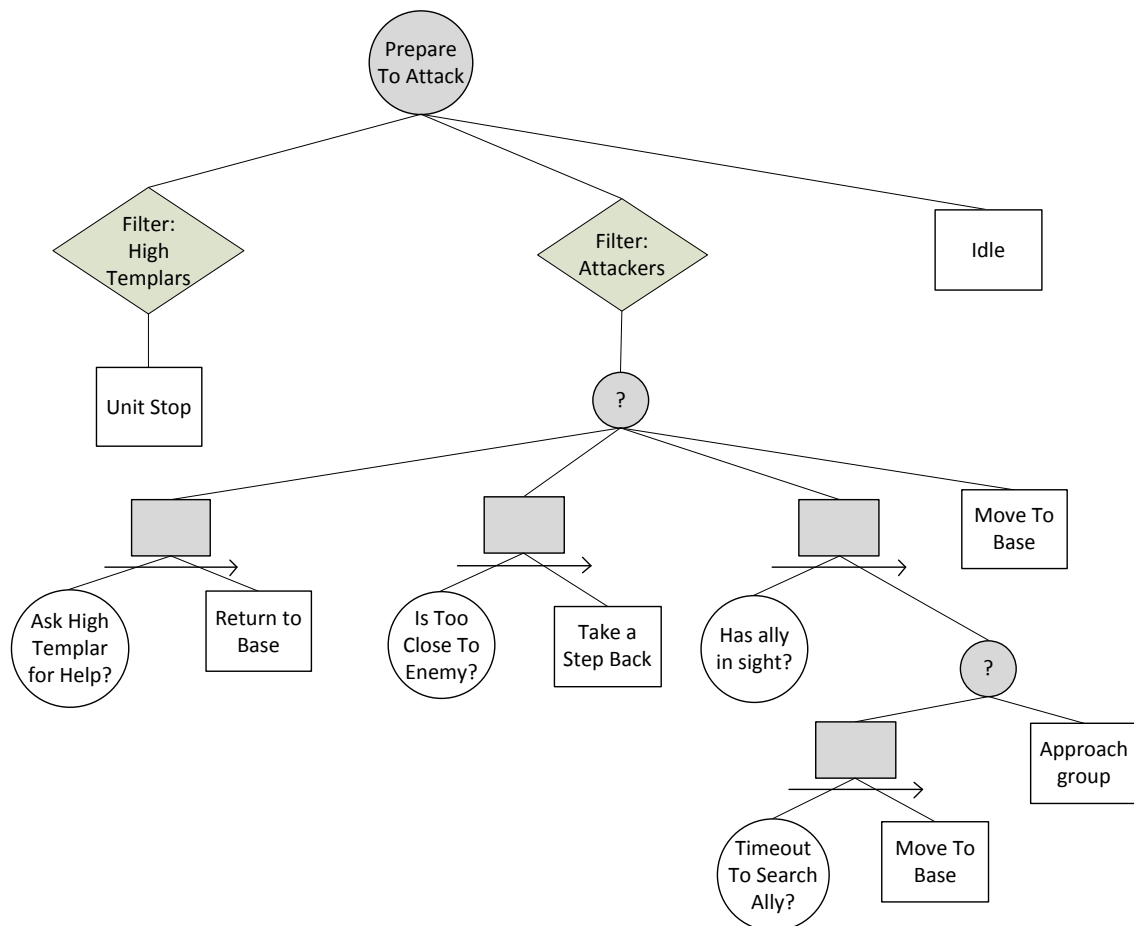 Prepare
To Attack
Filter:
High
Templars
Filter:
Attackers
Idle
Unit Stop
?
Ask High
Templar
for Help?
Return to
Base
Is Too
Close To
Enemy?
Take a
Step Back
Has ally
in sight?
Move To
Base
?
Timeout
To Search
Ally?
Move To
Base
Approach
group